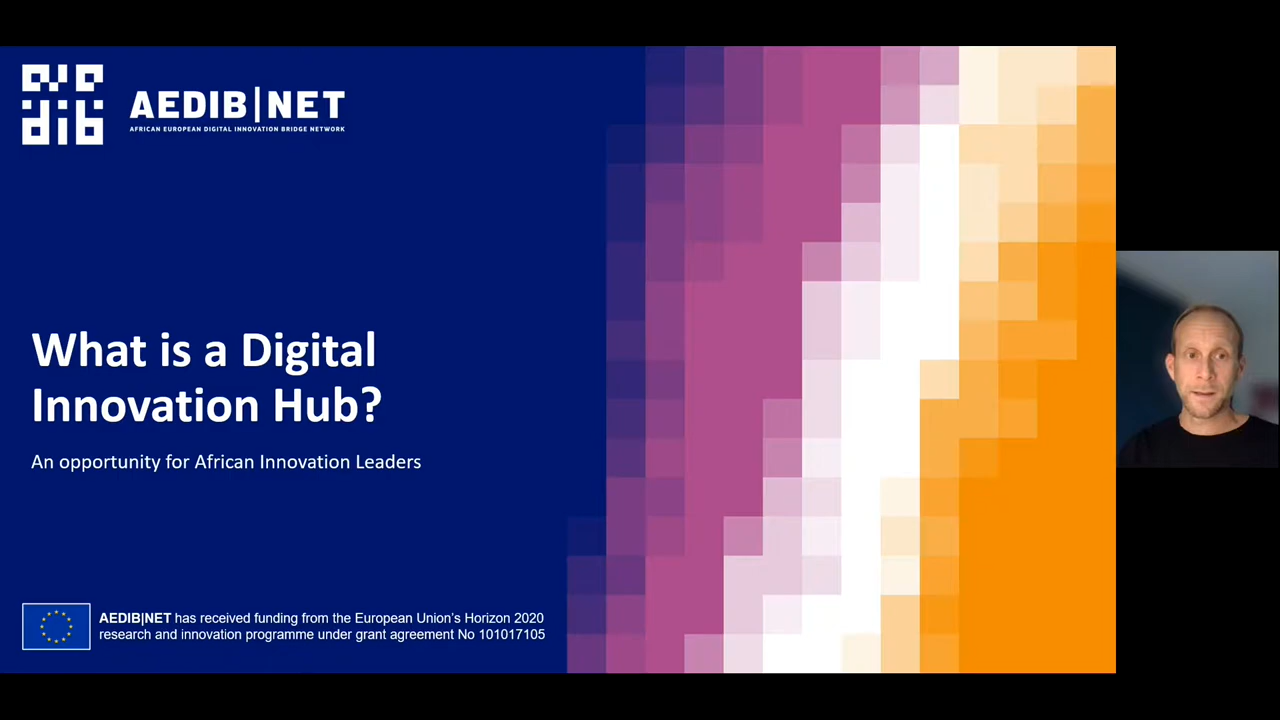 AEDIB|NET
AFRICAN EUROPEAN DIGITAL INNOVATION BRIDGE NETWORK
What is a Digital
Innovation Hub?
An opportunity for African Innovation Leaders
AEDIB|NET has received funding from the European Union's Horizon 2020
research and innovation programme under grant agreement No 101017105